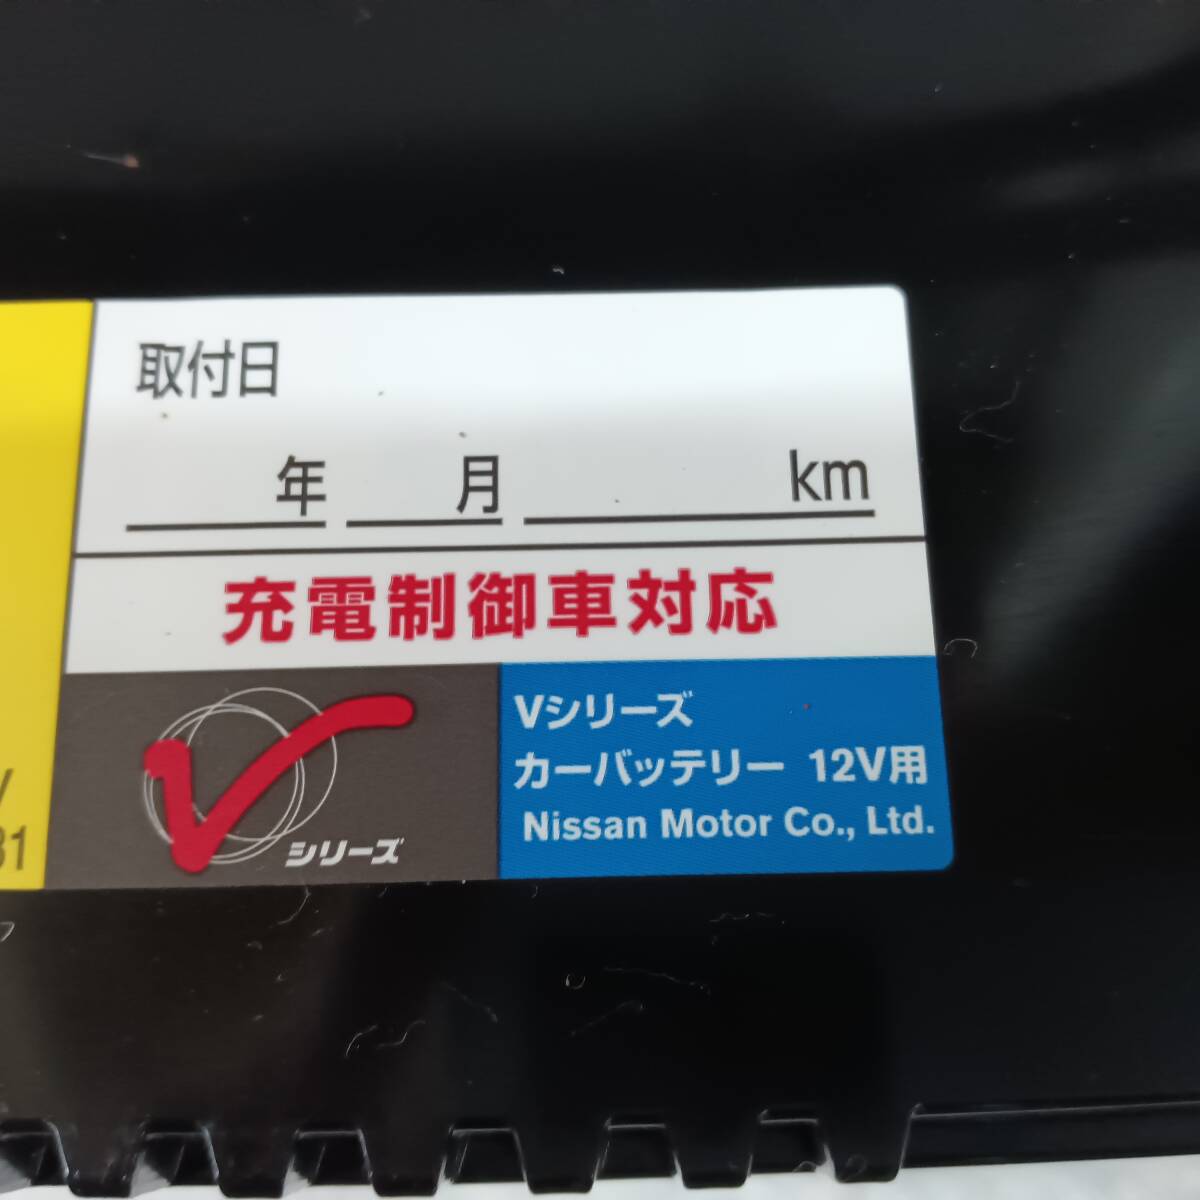 取付日
年 月 km
充電制御車対応
Vシリーズ
カーバッテリー 12V用
Nissan Motor Co., Ltd.
シリーズ